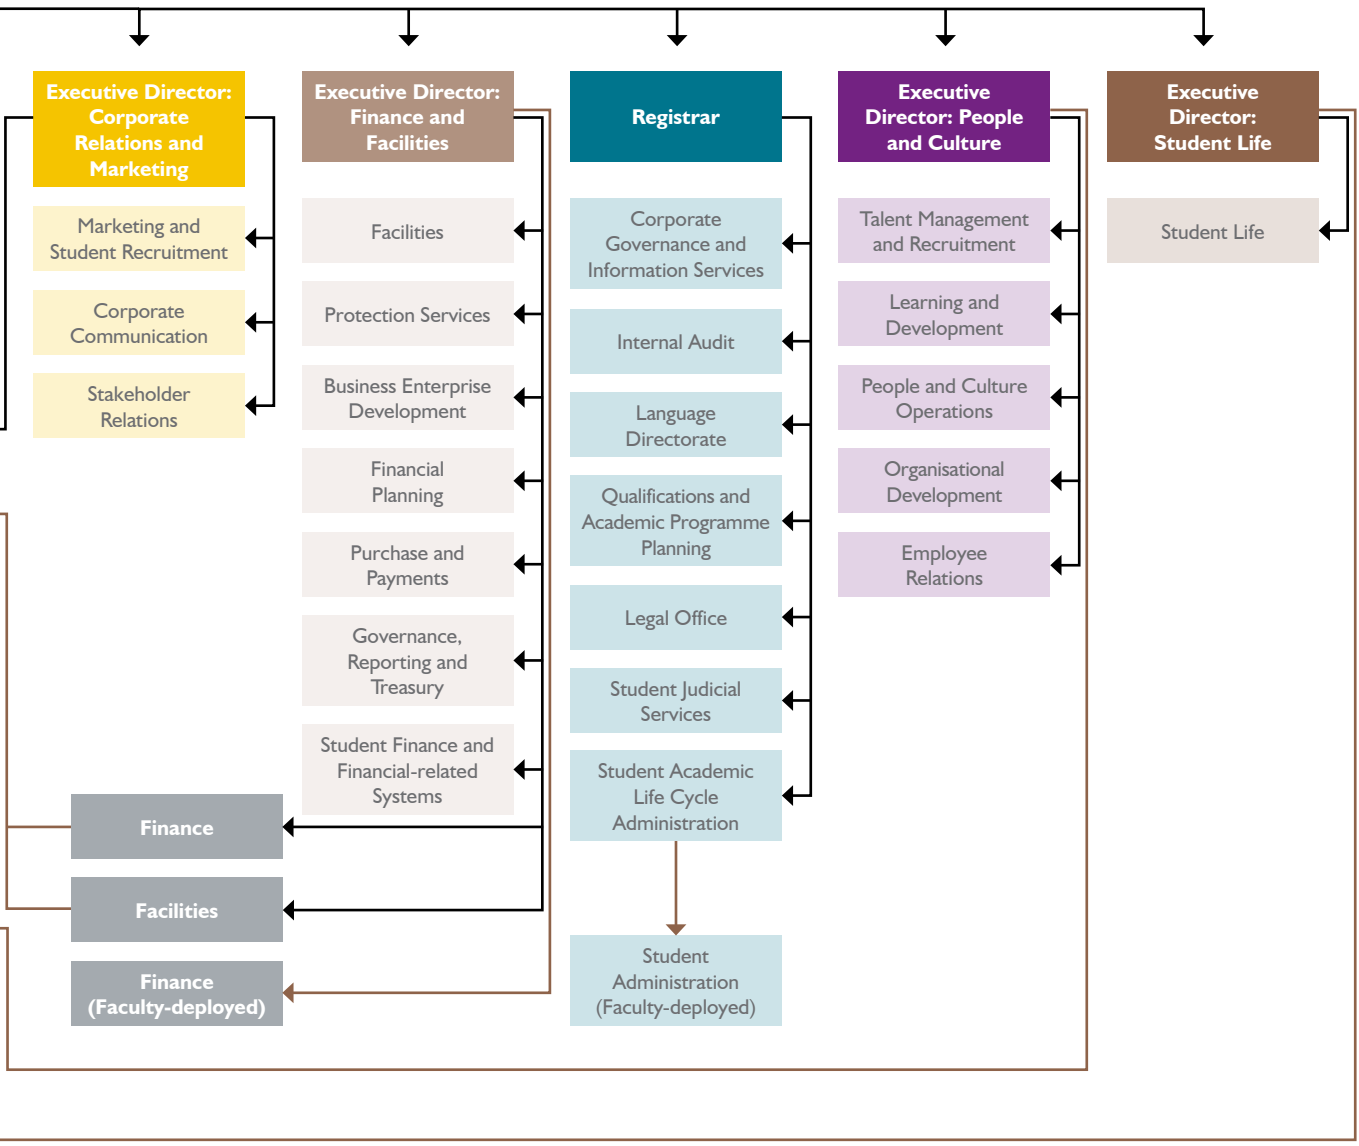 Executive Director:
Corporate
Relations and
Marketing
Marketing and
Student Recruitment
Corporate
Communication
Stakeholder
Relations
Executive Director:
Finance and
Facilities
Facilities
Protection Services
Business Enterprise
Development
Financial
Planning
Purchase and
Payments
Governance,
Reporting and
Treasury
Student Finance and
Financial-related
Systems
Finance
Facilities
Finance
(Faculty-deployed)
Registrar
Corporate
Governance and
Information Services
Internal Audit
Language
Directorate
Qualifications and
Academic Programme
Planning
Legal Office
Student Judicial
Services
Student Academic
Life Cycle
Administration
Student
Administration
(Faculty-deployed)
Executive
Director: People
and Culture
Talent Management
and Recruitment
Learning and
Development
People and Culture
Operations
Organisational
Development
Employee
Relations
Executive
Director:
Student Life
Student Life